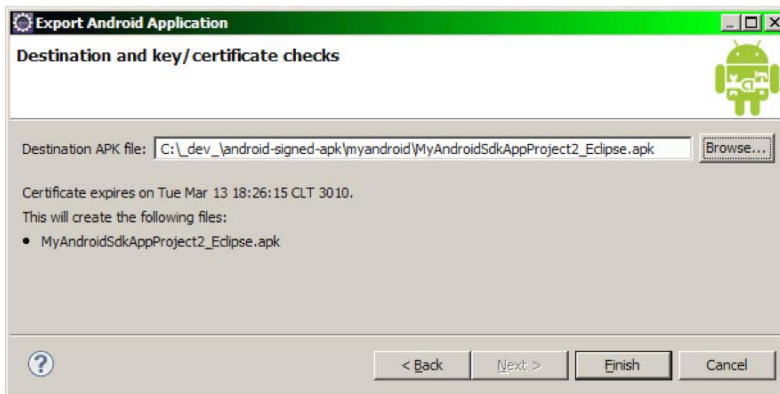 Export Android Application
Destination and key/certificate checks
Destination APK file: C:\_dev_\android-signed-apk\myandroid\MyAndroidSdkAppProject2_Eclipse.apk Browse...
Certificate expires on Tue Mar 13 18:26:15 CLT 3010.
This will create the following files:
• MyAndroidSdkAppProject2_Eclipse.apk
? < Back Next > Finish Cancel